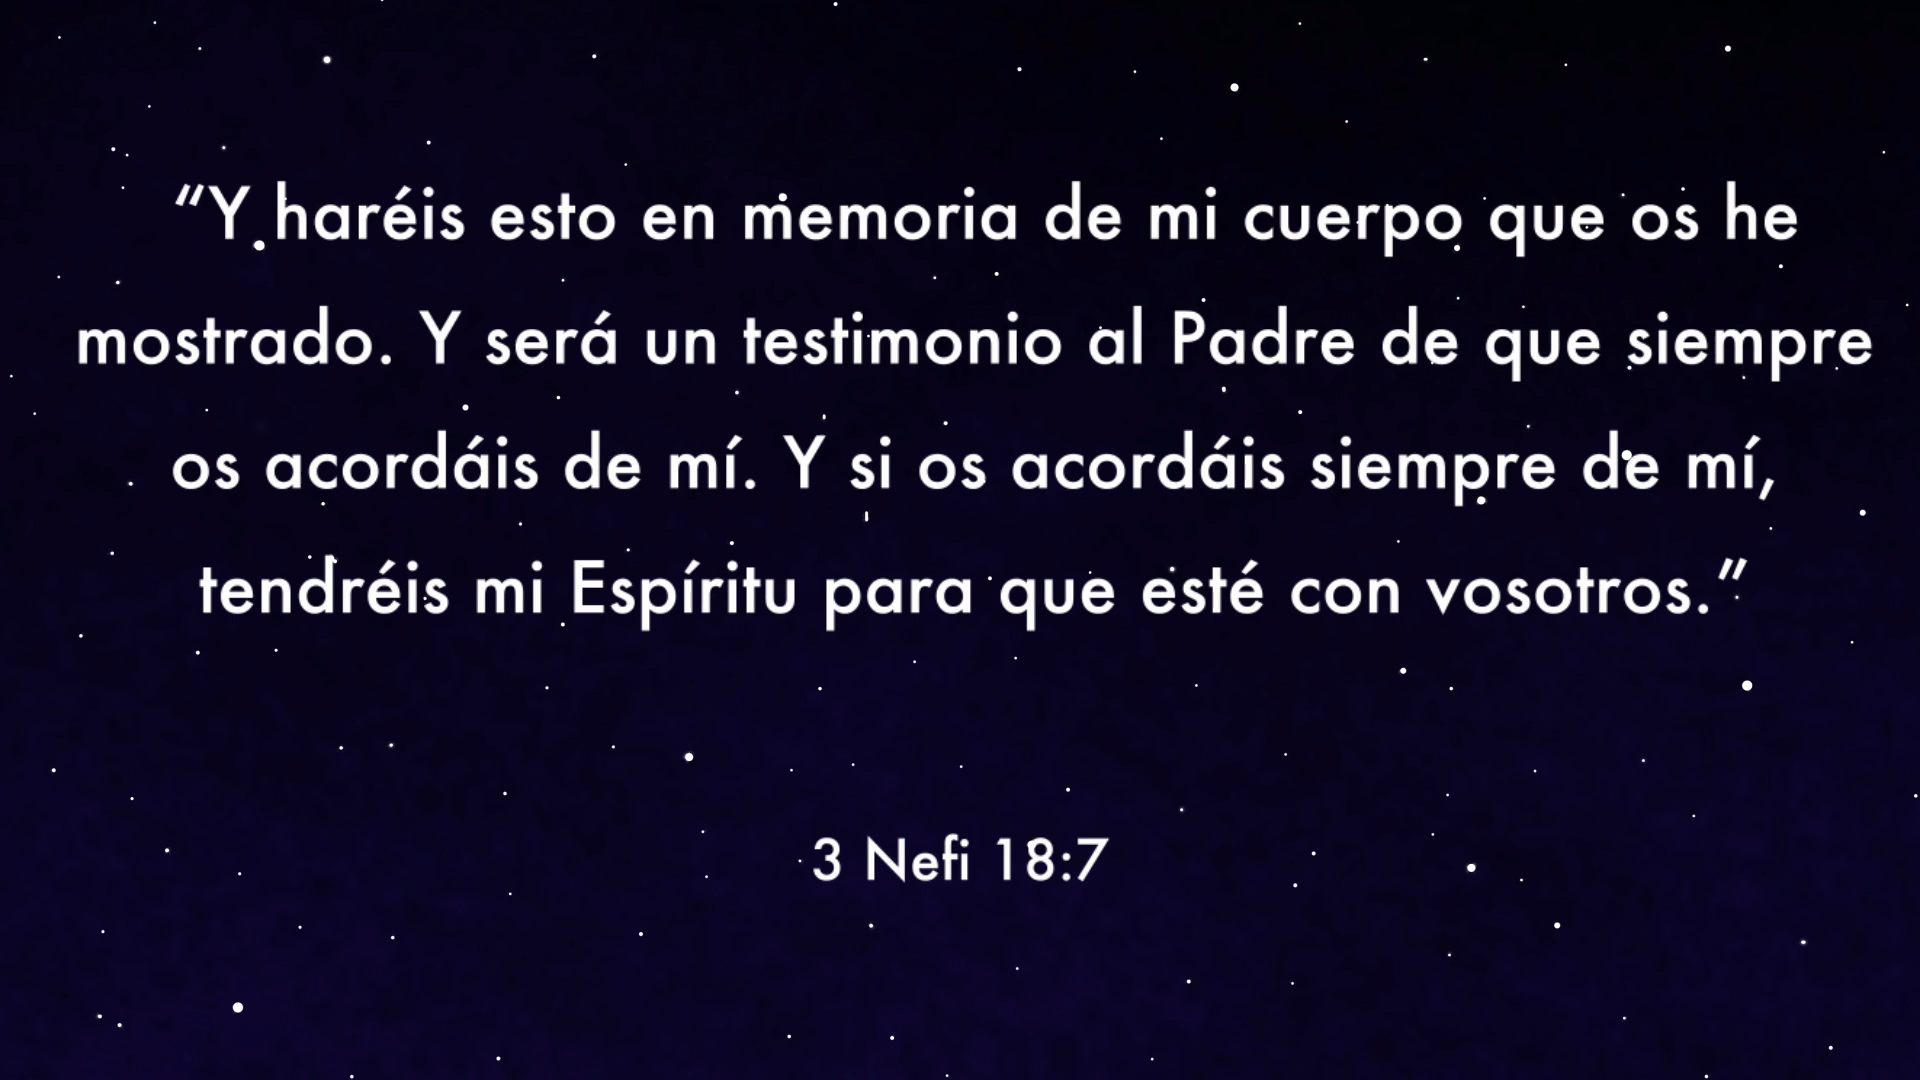 “Y haréis esto en memoria de mi cuerpo que os he
mostrado. Y será un testimonio al Padre de que siempre
os acordáis de mí. Y si os acordáis siempre de mí,
tendréis mi Espíritu para que esté con vosotros.”
3 Nefi 18:7